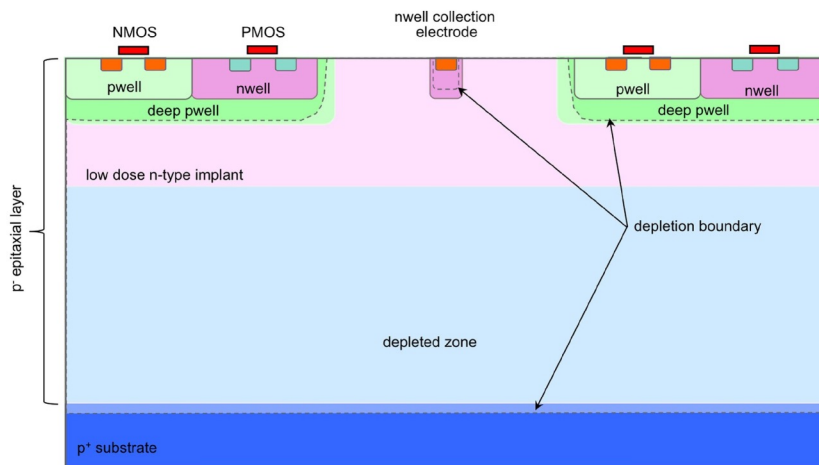 nwell collection
electrode
NMOS
PMOS
pwell
nwell
deep pwell
pwell
nwell
deep pwell
low dose n-type implant
p⁻ epitaxial layer
depletion boundary
depleted zone
p⁺ substrate